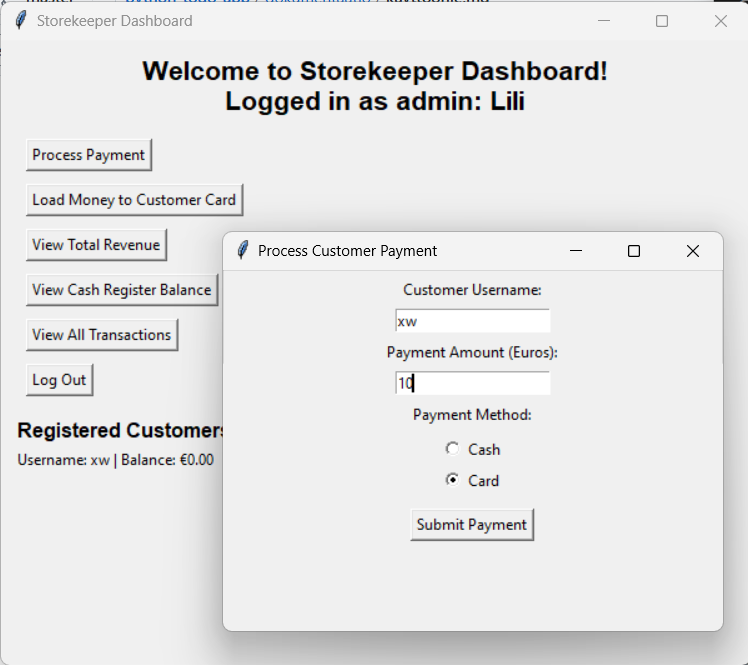 Storekeeper Dashboard
Welcome to Storekeeper Dashboard!
Logged in as admin: Lili
Process Payment
Load Money to Customer Card
View Total Revenue
View Cash Register Balance
View All Transactions
Log Out
Registered Customers
Username: xw | Balance: €0.00
Process Customer Payment
Customer Username:
xw
Payment Amount (Euros):
10
Payment Method:
Cash
Card
Submit Payment